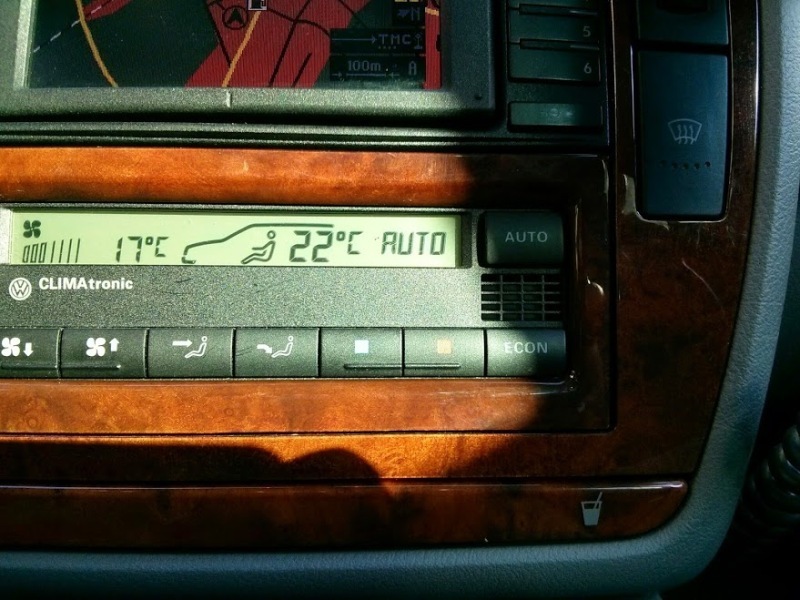 N
TMC
100m A
5
6
17°C 22°C AUTO
AUTO
CLIMAtronic
ECON